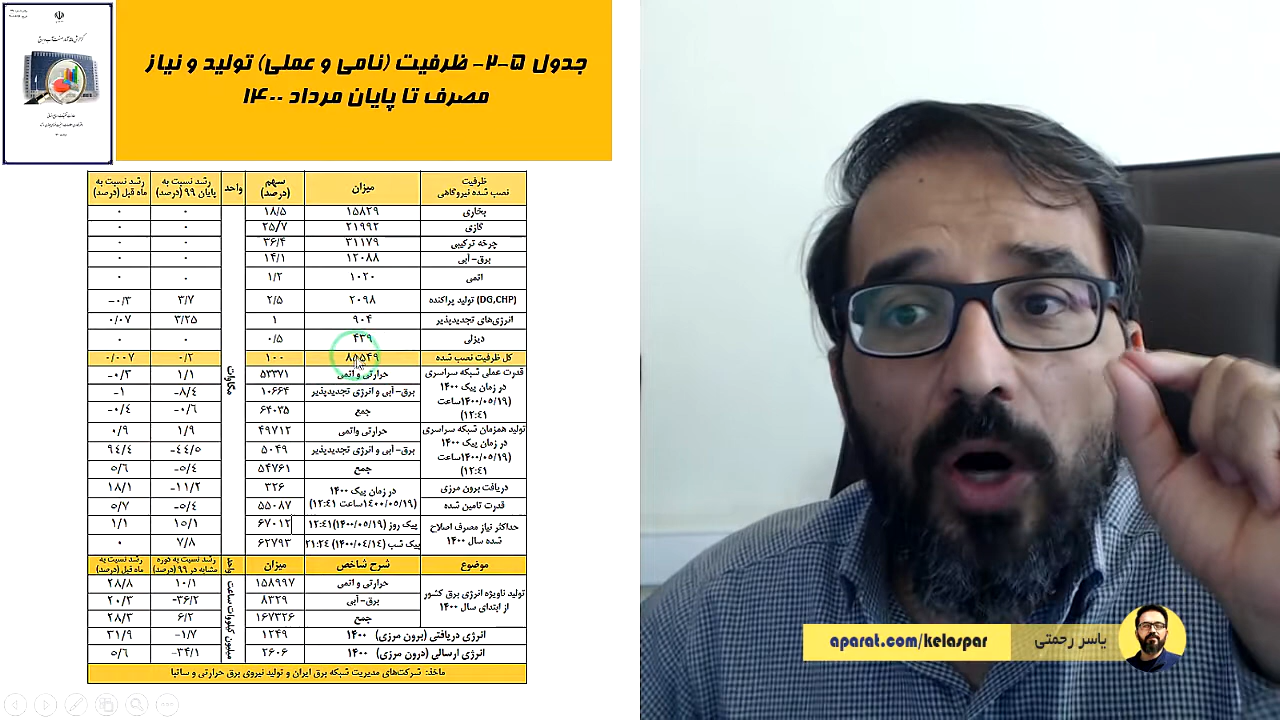 جدول ۵-۲- ظرفیت (نامی و عملی) تولید و نیاز
مصرف تا پایان مرداد ۱۴۰۰
ظرفیت نصب شده نیروگاهی میزان سهم (درصد) واحد رشد نسبت به پایان ۹۹ (درصد) رشد نسبت به ماه قبل (درصد)
بخاری ۱۵۸۲۹ ۱۸/۵ ۰ ۰
گازی ۲۱۹۹۲ ۲۵/۷ ۰ ۰
چرخه ترکیبی ۳۱۱۷۹ ۳۶/۴ ۰ ۰
برق-آبی ۱۲۰۸۸ ۱۴/۱ ۰ ۰
اتمی ۱۰۲۰ ۱/۲ ۰ ۰
تولید پراکنده (DG,CHP) ۲۰۹۸ ۲/۵ ۳/۷ -۰/۳
انرژی‌های تجدیدپذیر ۹۰۴ ۱ ۳/۲۵ ۰/۰۷
دیزلی ۴۳۹ ۰/۵ ۰ ۰
کل ظرفیت نصب شده ۸۵۵۴۹ ۱۰۰ ۰/۲ ۰/۰۰۷
مگاوات
قدرت عملی شبکه سراسری در زمان پیک ۱۴۰۰ (۱۴۰۰/۰۵/۱۹ساعت ۱۲:۴۱)
حرارتی و اتمی ۵۳۳۷۱ ۱/۱ -۰/۳
برق-آبی و انرژی تجدیدپذیر ۱۰۶۶۴ -۸/۴ -۱
جمع ۶۴۰۳۵ -۰/۶ -۰/۴
تولید همزمان شبکه سراسری در زمان پیک ۱۴۰۰ (۱۴۰۰/۰۵/۱۹ساعت ۱۲:۴۱)
حرارتی واتمی ۴۹۷۱۲ ۱/۹ ۰/۹
برق-آبی و انرژی تجدیدپذیر ۵۰۴۹ -۴۴/۵ ۹۴/۴
جمع ۵۴۷۶۱ -۵/۴ ۵/۶
دریافت برون مرزی در زمان پیک ۱۴۰۰ (۱۴۰۰/۰۵/۱۹ساعت ۱۲:۴۱) ۳۲۶ -۱۱/۲ ۱۸/۱
قدرت تامین شده ۵۵۰۸۷ -۵/۴ ۵/۷
حداکثر نیاز مصرف اصلاح شده سال ۱۴۰۰
پیک روز (۱۴۰۰/۰۵/۱۹) ۱۲:۴۱ ۶۷۰۱۲ ۱۵/۱ ۱/۱
پیک شب (۱۴۰۰/۰۴/۱۴) ۲۱:۲۴ ۶۲۷۹۲ ۷/۸ ۰
موضوع شرح شاخص میزان واحد رشد نسبت به دوره مشابه در ۹۹ (درصد) رشد نسبت به ماه قبل (درصد)
تولید ناویژه انرژی برق کشور از ابتدای سال ۱۴۰۰
حرارتی و اتمی ۱۵۸۹۹۷ ۱۰/۱ ۲۸/۸
برق-آبی ۸۳۲۹ -۳۶/۲ ۲۰/۳
جمع ۱۶۷۳۲۶ ۶/۲ ۲۸/۳
انرژی دریافتی (برون مرزی) ۱۴۰۰ ۱۲۴۹ -۱/۷ ۳۱/۹
انرژی ارسالی (درون مرزی) ۱۴۰۰ ۲۶۰۶ -۳۴/۱ ۵/۶
میلیون کیلووات ساعت
ماخذ: شرکت‌های مدیریت شبکه برق ایران و تولید نیروی برق حرارتی و ساتبا
aparat.com/kelaspar
یاسر رحمتی